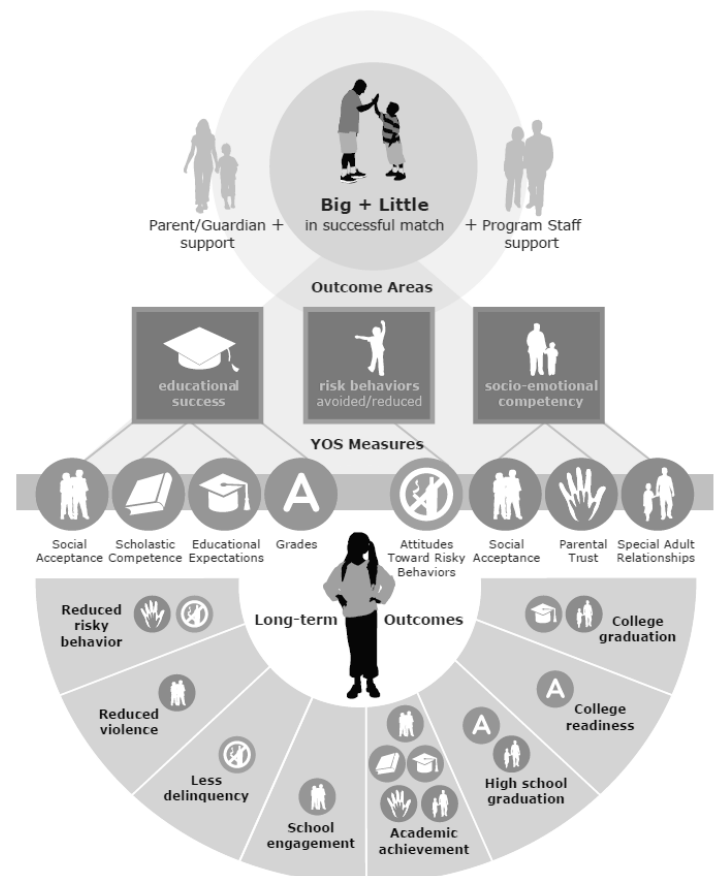 Big + Little
Parent/Guardian + in successful match + Program Staff
support support
Outcome Areas
educational
success
risk behaviors
avoided/reduced
socio-emotional
competency
YOS Measures
A
Social
Acceptance
Scholastic
Competence
Educational
Expectations
Grades
Attitudes
Toward Risky
Behaviors
Social
Acceptance
Parental
Trust
Special Adult
Relationships
Long-term Outcomes
Reduced
risky
behavior
Reduced
violence
Less
delinquency
School
engagement
Academic
achievement
A
High school
graduation
A
College
readiness
College
graduation